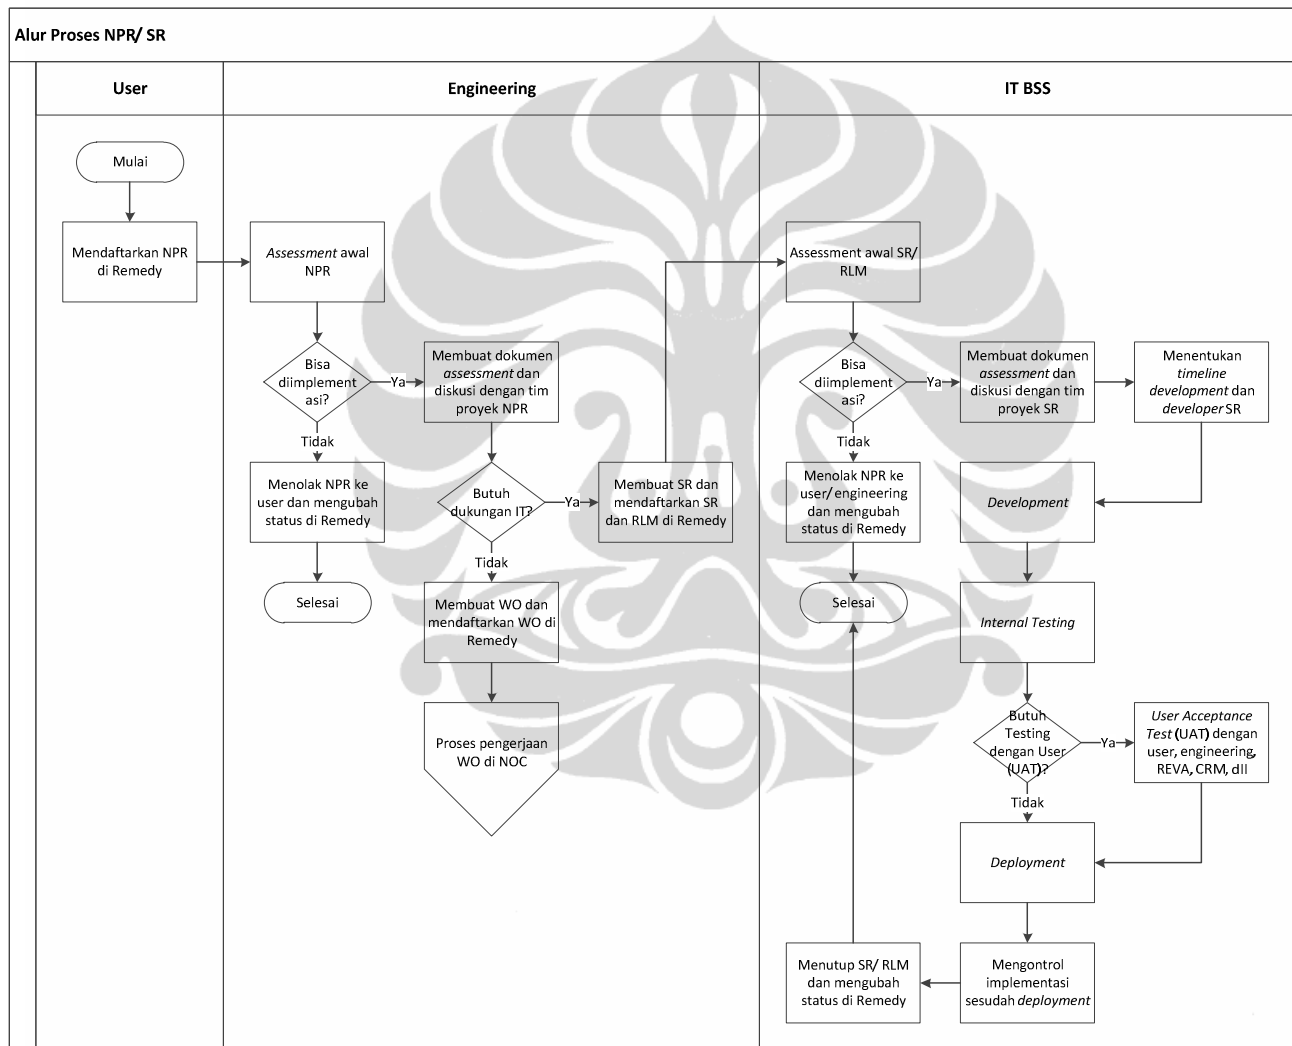 Alur Proses NPR/ SR
User
Engineering
IT BSS
Mulai
Mendaftarkan NPR
di Remedy
Assessment awal
NPR
Bisa
diimplement
asi?
Ya
Membuat dokumen
assessment dan
diskusi dengan tim
proyek NPR
Tidak
Menolak NPR ke
user dan mengubah
status di Remedy
Selesai
Butuh
dukungan IT?
Ya
Membuat SR dan
mendaftarkan SR
dan RLM di Remedy
Tidak
Membuat WO dan
mendaftarkan WO di
Remedy
Proses pengerjaan
WO di NOC
Assessment awal SR/
RLM
Bisa
diimplement
asi?
Ya
Membuat dokumen
assessment dan
diskusi dengan tim
proyek SR
Menentukan
timeline
development dan
developer SR
Tidak
Menolak NPR ke
user/ engineering
dan mengubah
status di Remedy
Selesai
Development
Internal Testing
Butuh
Testing
dengan User
(UAT)?
Ya
User Acceptance
Test (UAT) dengan
user, engineering,
REVA, CRM, dll
Tidak
Deployment
Mengontrol
implementasi
sesudah deployment
Menutup SR/ RLM
dan mengubah
status di Remedy